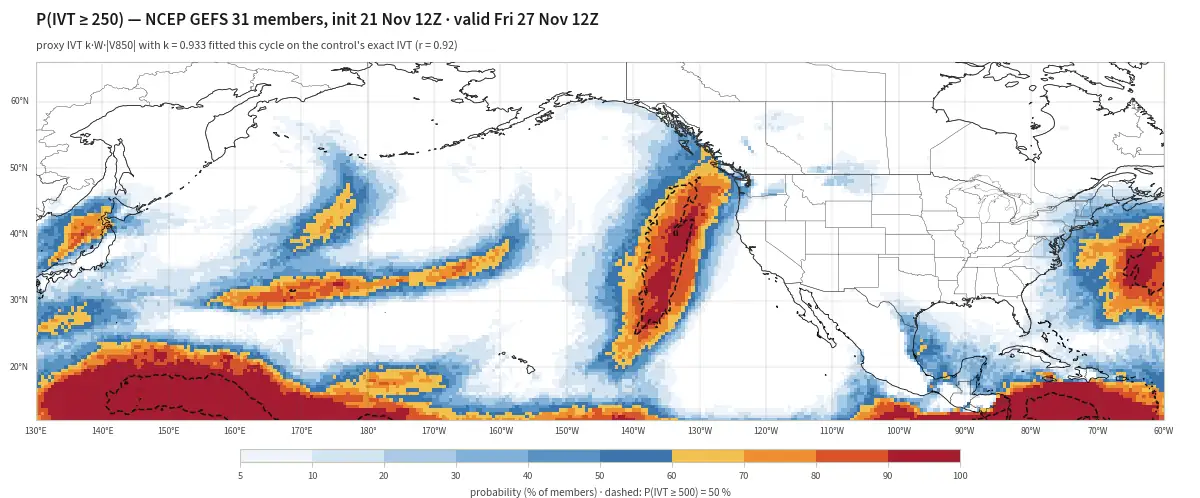 P(IVT ≥ 250) — NCEP GEFS 31 members, init 21 Nov 12Z · valid Fri 27 Nov 12Z
proxy IVT k·W·|V850| with k = 0.933 fitted this cycle on the control's exact IVT (r = 0.92)
60°N
50°N
40°N
30°N
20°N
130°E 140°E 150°E 160°E 170°E 180° 170°W 160°W 150°W 140°W 130°W 120°W 110°W 100°W 90°W 80°W 70°W 60°W
5 10 20 30 40 50 60 70 80 90 100
probability (% of members) · dashed: P(IVT ≥ 500) = 50 %